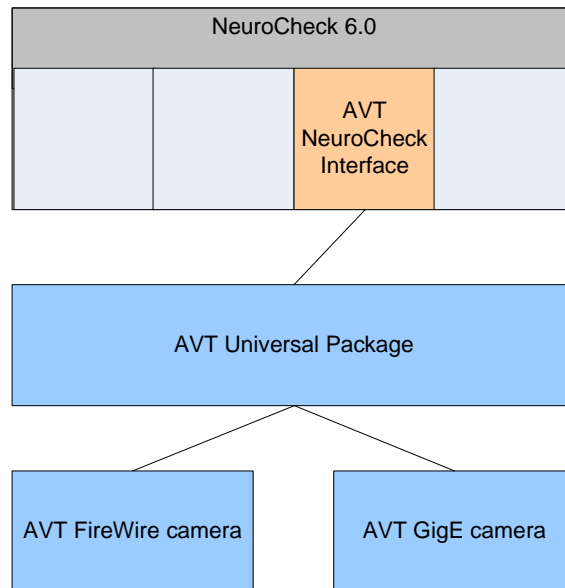 NeuroCheck 6.0
AVT
NeuroCheck
Interface
AVT Universal Package
AVT FireWire camera
AVT GigE camera